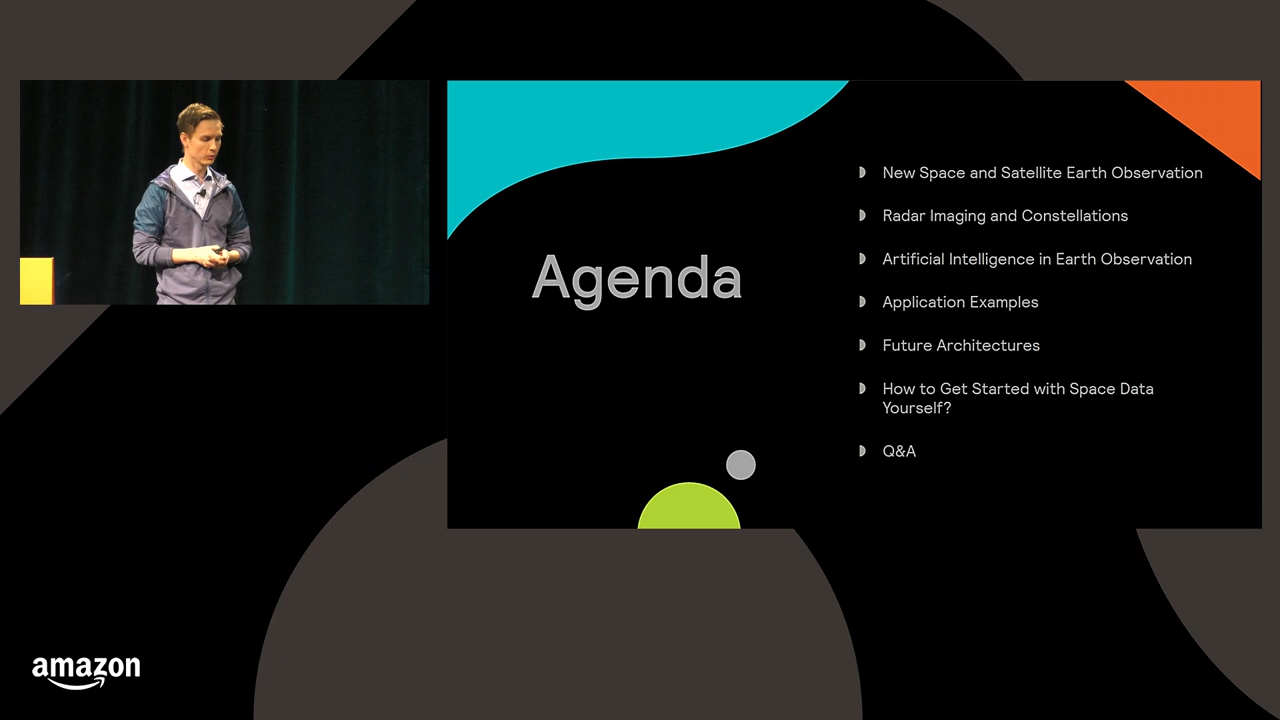 Agenda
New Space and Satellite Earth Observation
Radar Imaging and Constellations
Artificial Intelligence in Earth Observation
Application Examples
Future Architectures
How to Get Started with Space Data
Yourself?
Q&A
amazon